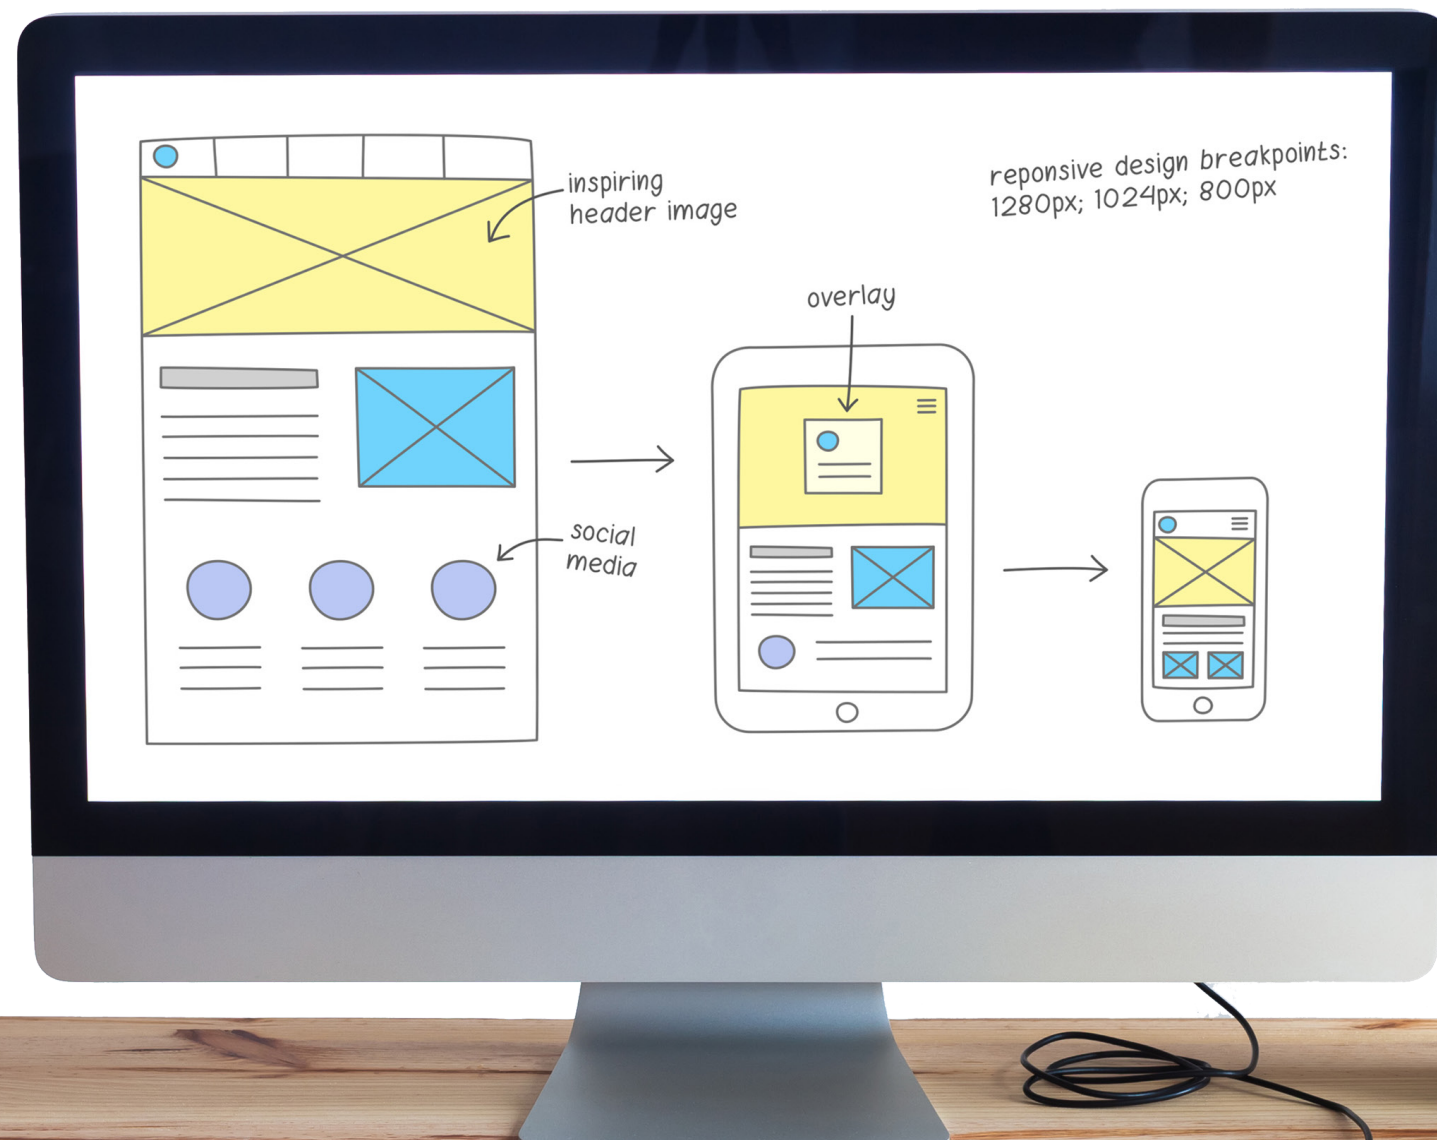 inspiring
header image
reponsive design breakpoints:
1280px; 1024px; 800px
overlay
social
media